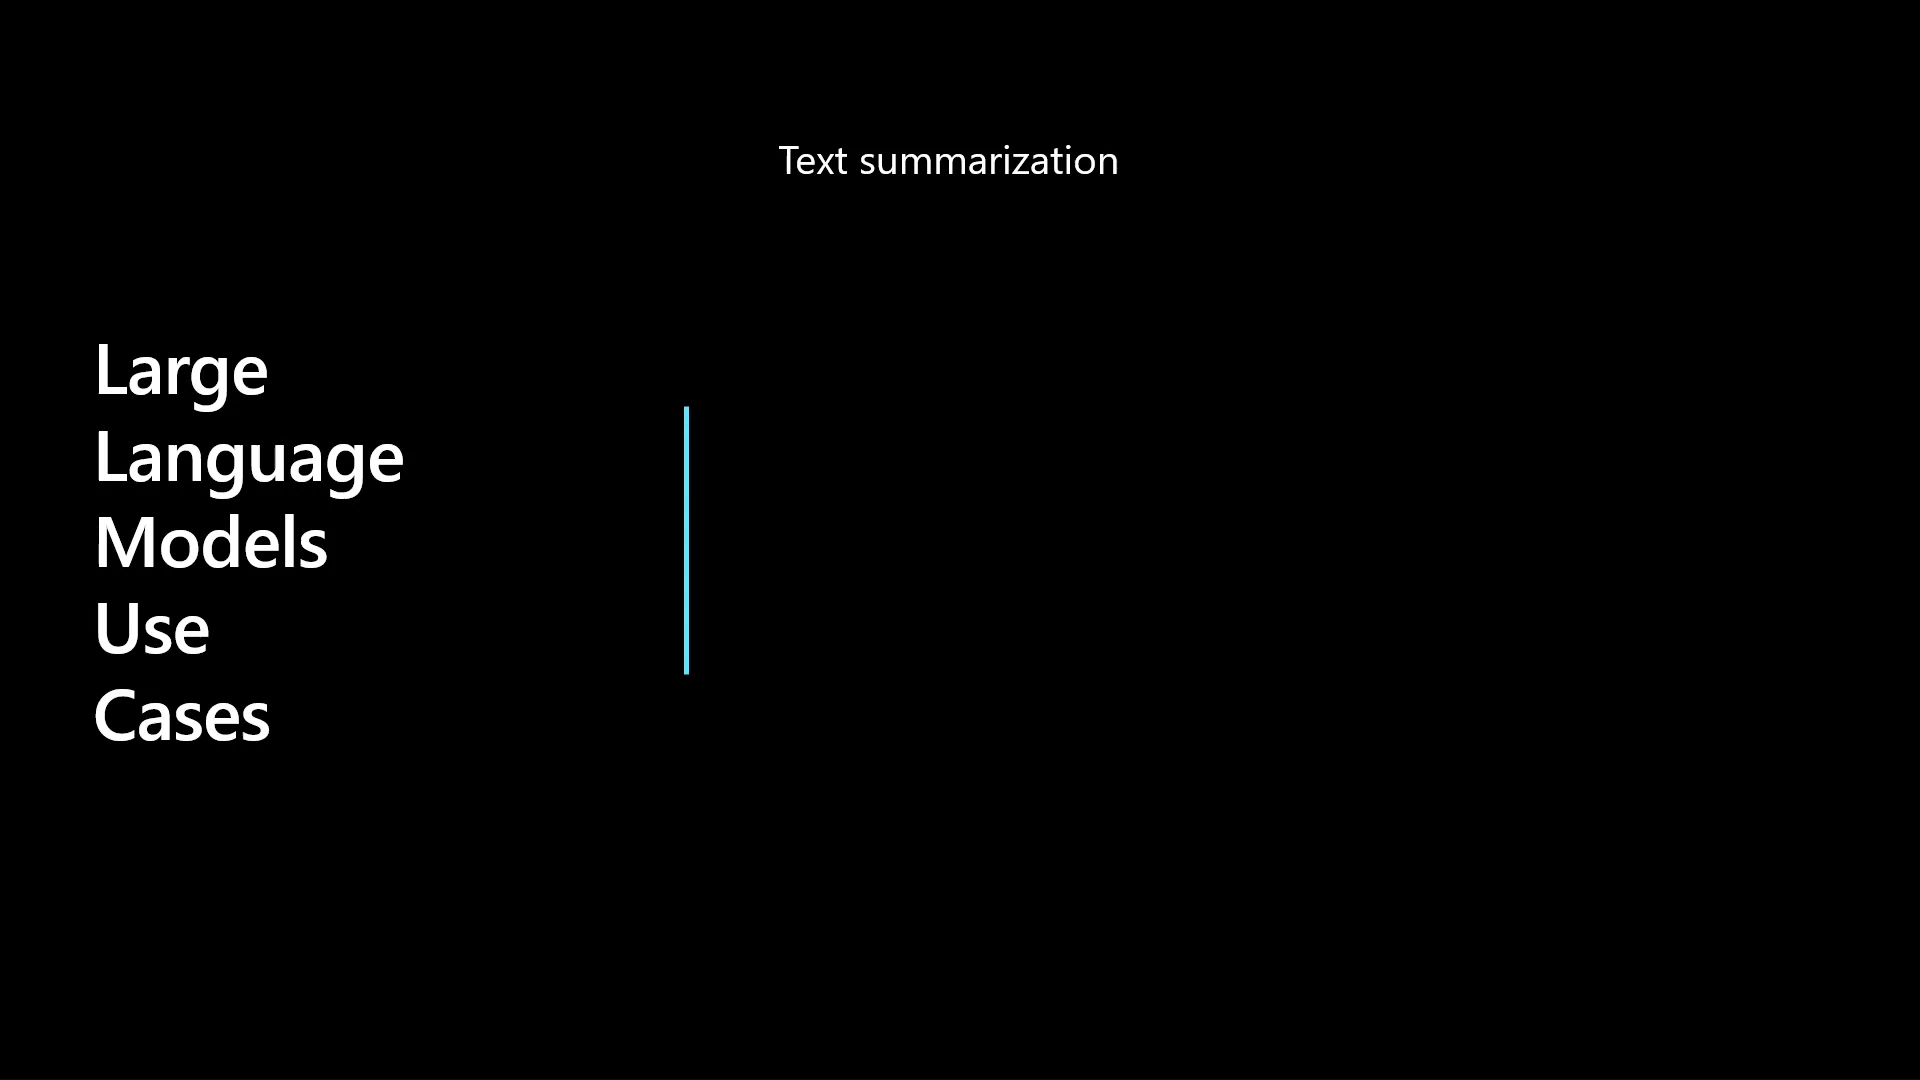 Large
Language
Models
Use
Cases
Text summarization